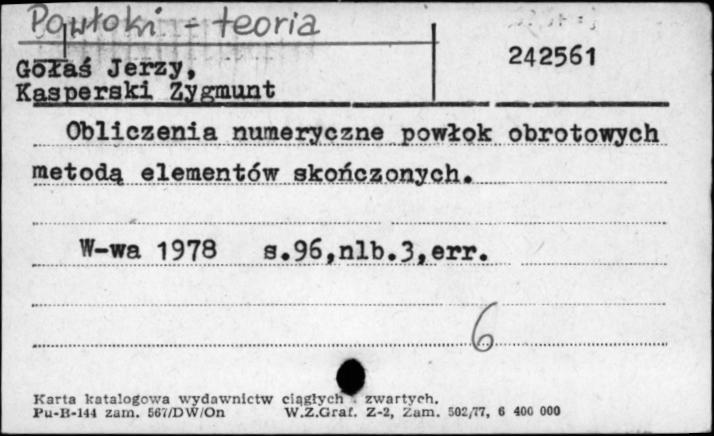 Powłoki - teoria
242561
Gołaś Jerzy,
Kasperski Zygmunt
Obliczenia numeryczne powłok obrotowych
metodą elementów skończonych.
W-wa 1978 s.96,nlb.3,err.
6
Karta katalogowa wydawnictw ciągłych i zwartych.
Pu-B-144 zam. 567/DW/On W.Z.Graf. Z-2, Zam. 502/77, 6 400 000